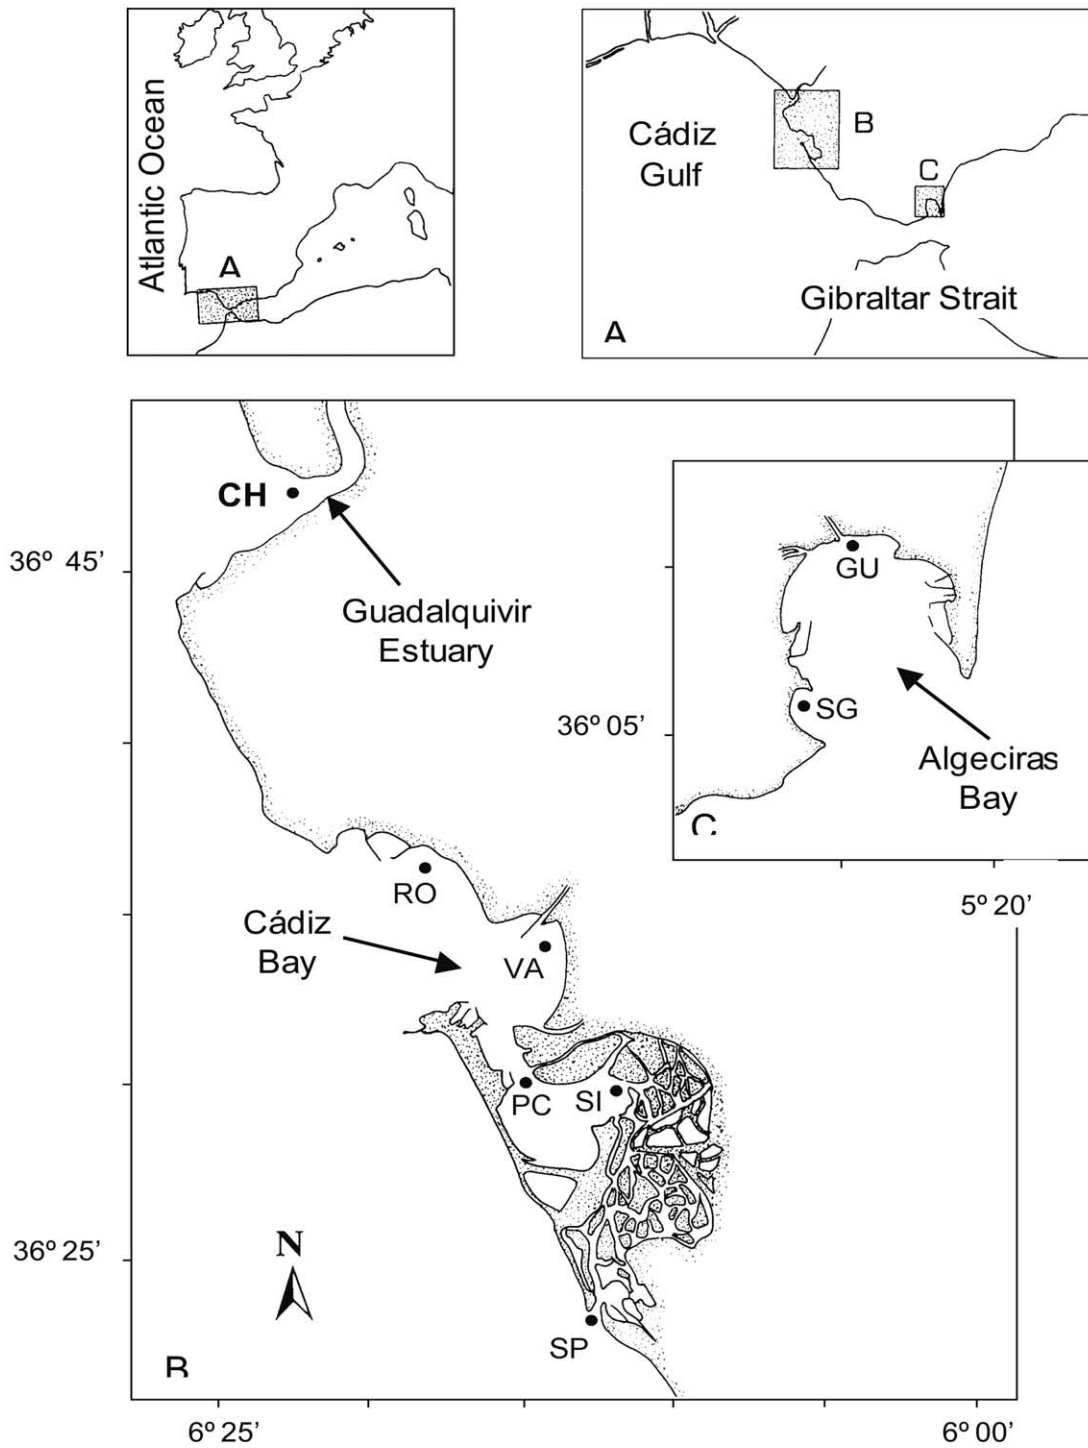 Atlantic Ocean
A
Cádiz
Gulf
B
C
Gibraltar Strait
A
CH
36º 45’
Guadalquivir
Estuary
GU
SG
36º 05’
Algeciras
Bay
C
5º 20’
RO
Cádiz
Bay
VA
PC
SI
36º 25’
N
SP
B
6º 25’
6º 00’